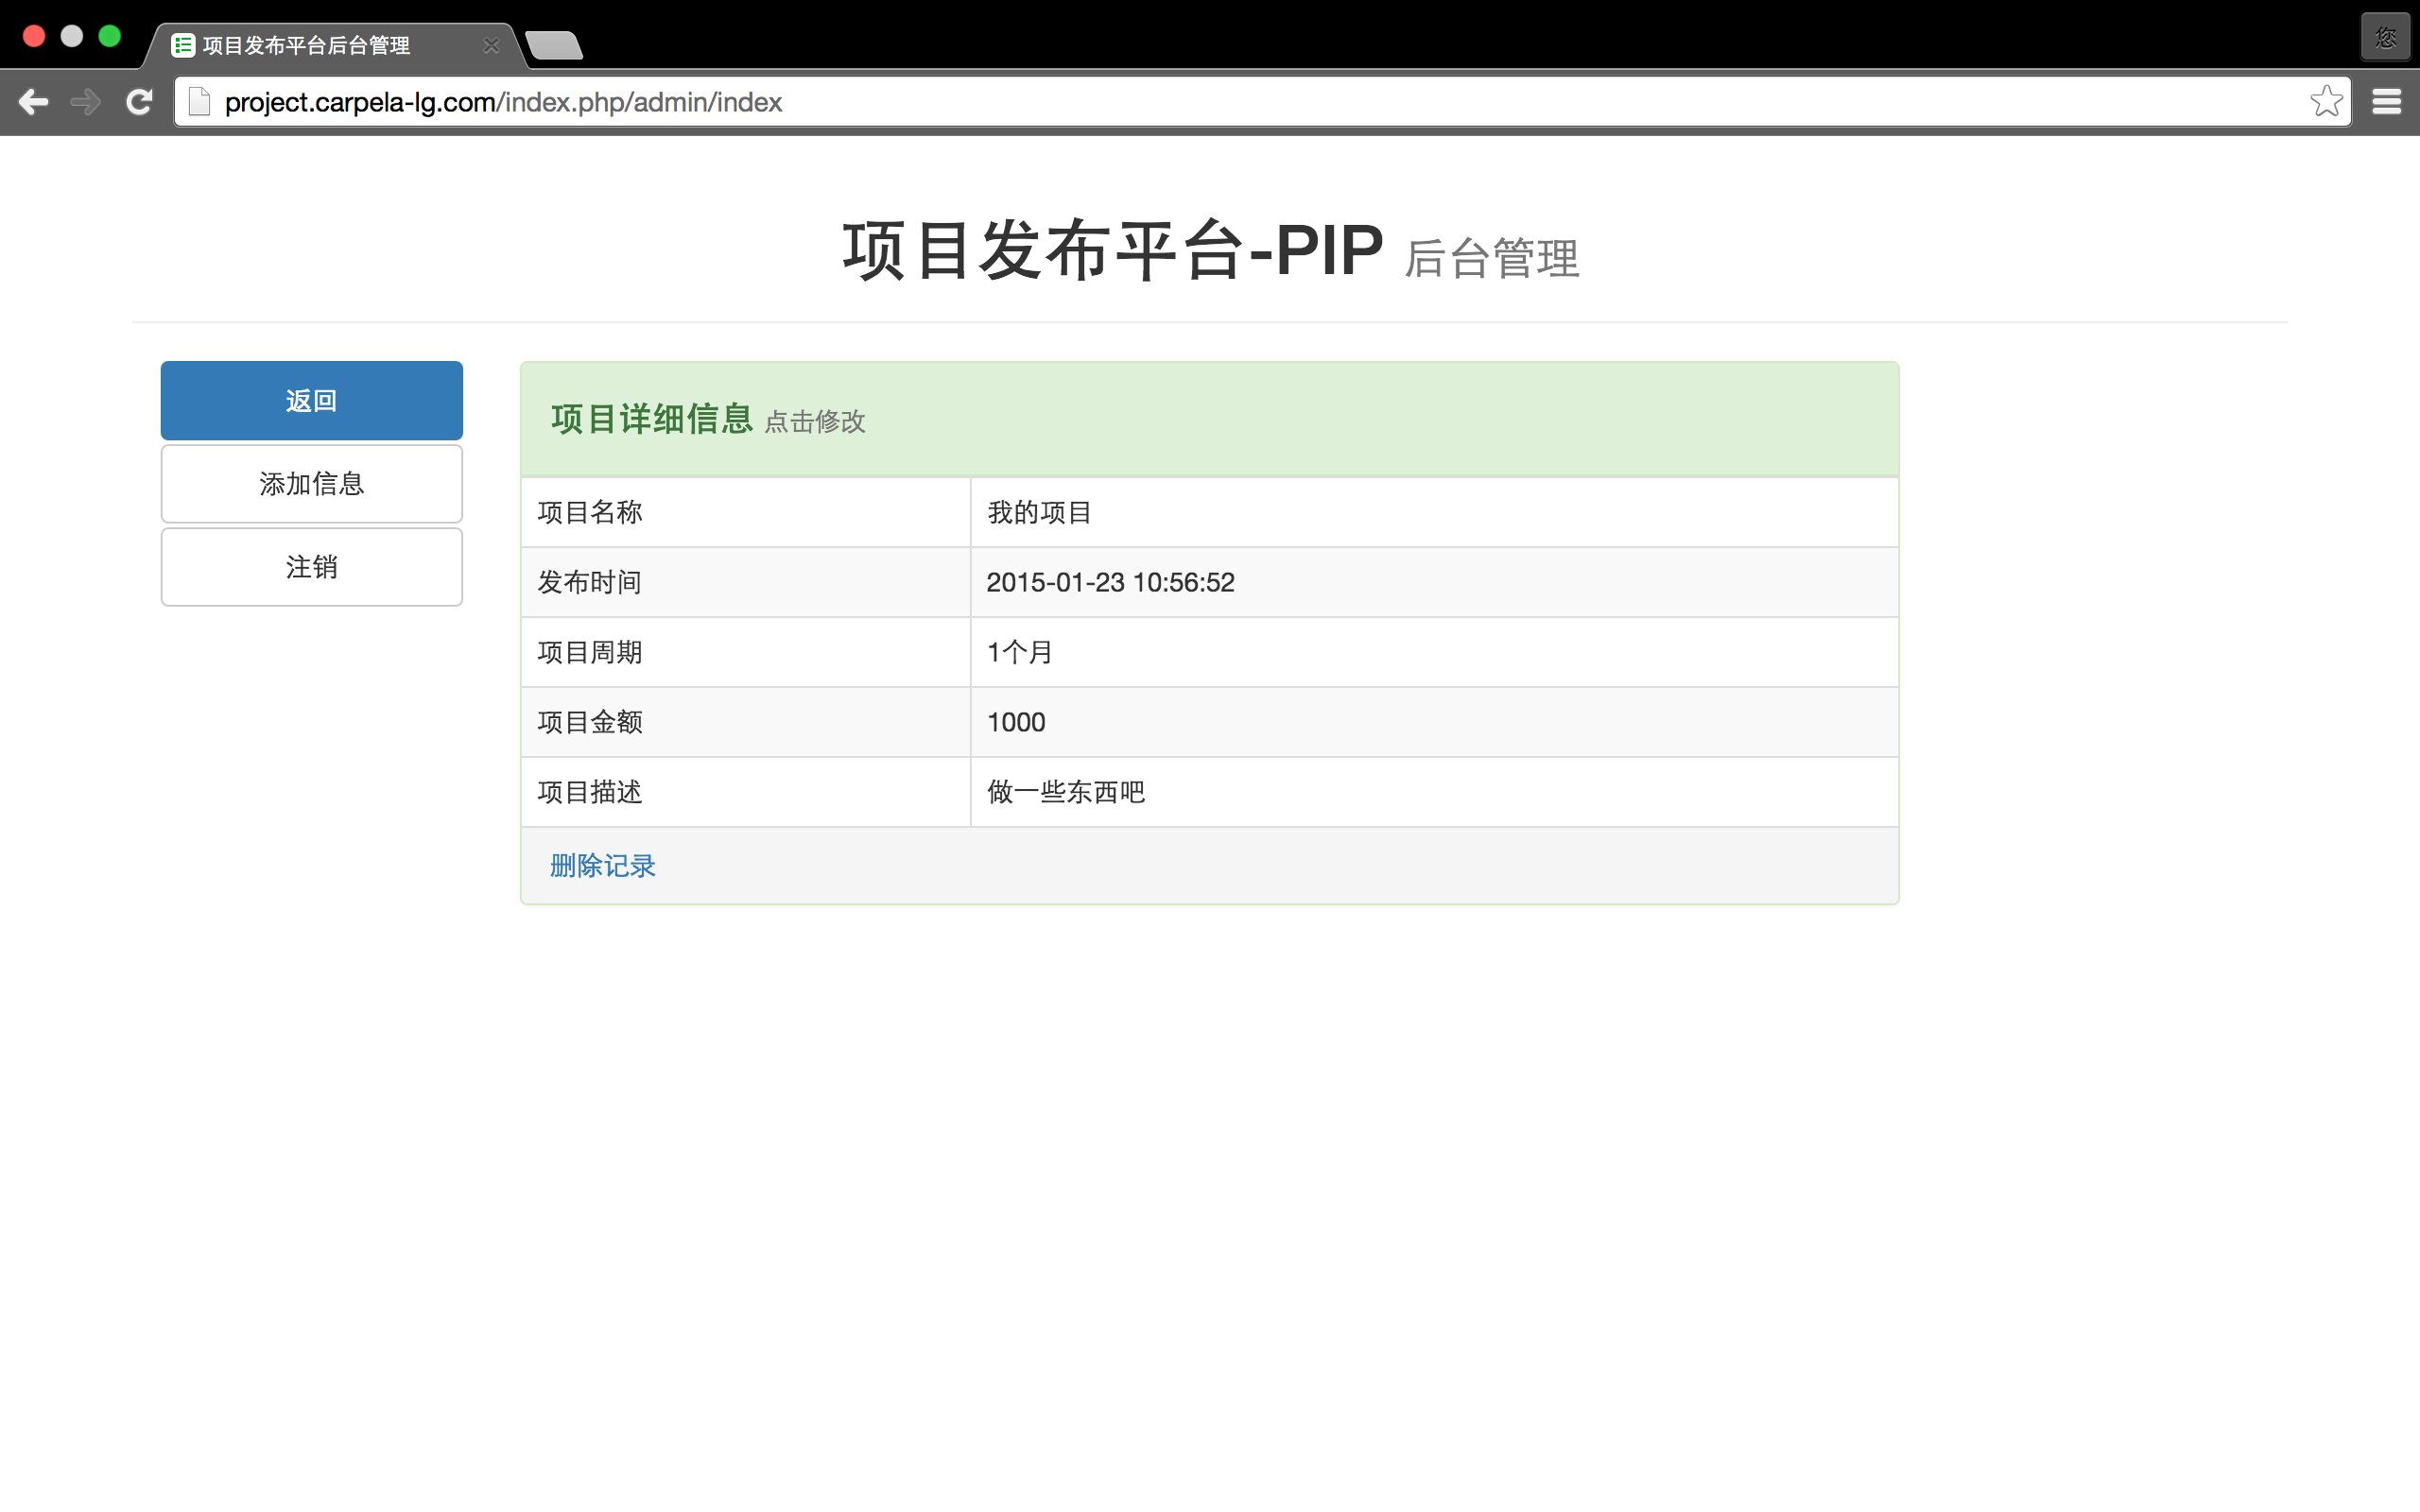 项目发布平台后台管理
您
project.carpela-lg.com/index.php/admin/index
项目发布平台-PIP 后台管理
返回
添加信息
注销
项目详细信息 点击修改
项目名称 我的项目
发布时间 2015-01-23 10:56:52
项目周期 1个月
项目金额 1000
项目描述 做一些东西吧
删除记录